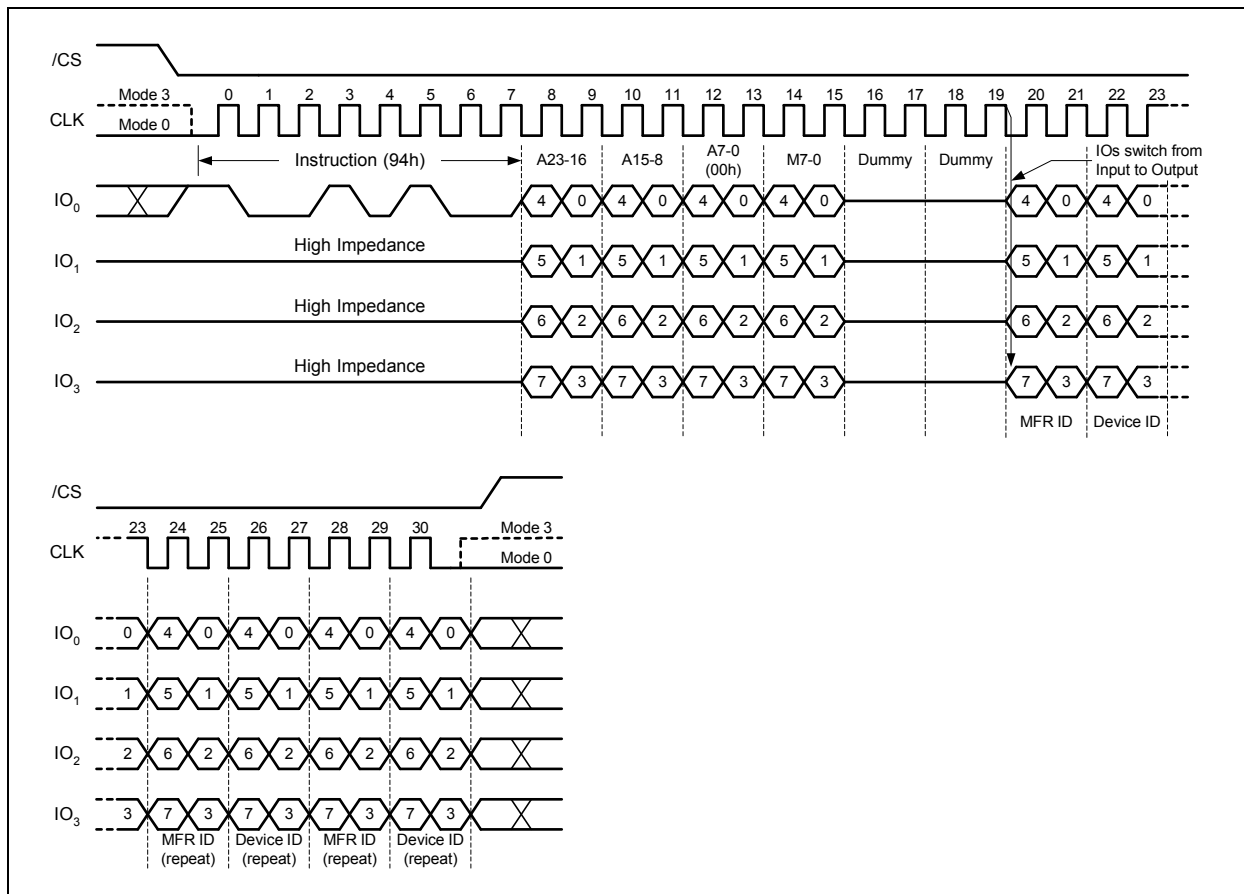 /CS
Mode 3 0 1 2 3 4 5 6 7 8 9 10 11 12 13 14 15 16 17 18 19 20 21 22 23
CLK
Mode 0
Instruction (94h) A23-16 A15-8 A7-0 (00h) M7-0 Dummy Dummy IOs switch from Input to Output
IO0 4 0 4 0 4 0 4 0 4 0 4 0
High Impedance
IO1 5 1 5 1 5 1 5 1 5 1 5 1
High Impedance
IO2 6 2 6 2 6 2 6 2 6 2 6 2
High Impedance
IO3 7 3 7 3 7 3 7 3 7 3 7 3
MFR ID Device ID
/CS
23 24 25 26 27 28 29 30 Mode 3
CLK
Mode 0
IO0 0 4 0 4 0 4 0 4 0
IO1 1 5 1 5 1 5 1 5 1
IO2 2 6 2 6 2 6 2 6 2
IO3 3 7 3 7 3 7 3 7 3
MFR ID Device ID MFR ID Device ID
(repeat) (repeat) (repeat) (repeat)